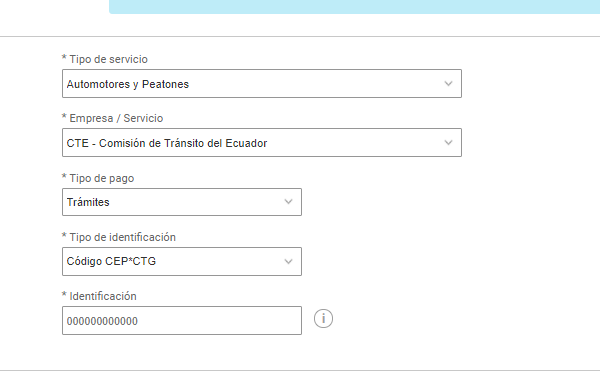 * Tipo de servicio
Automotores y Peatones
* Empresa / Servicio
CTE - Comisión de Tránsito del Ecuador
* Tipo de pago
Trámites
* Tipo de identificación
Código CEP*CTG
* Identificación
000000000000
i